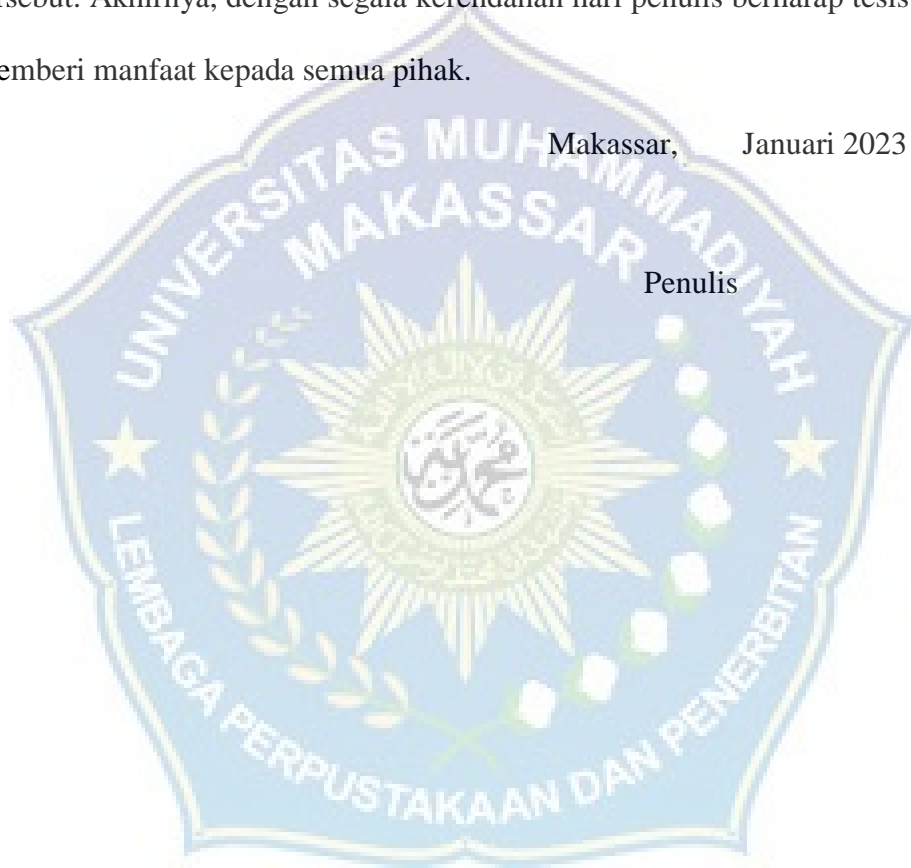 Akhirnya, dengan segala kerendahan hati penulis berharap tesis
memberi manfaat kepada semua pihak.
Makassar, Januari 2023
Penulis
UNIVERSITAS MUHAMMADIYAH
MAKASSAR
LEMBAGA PERPUSTAKAAN DAN PENERBITAN